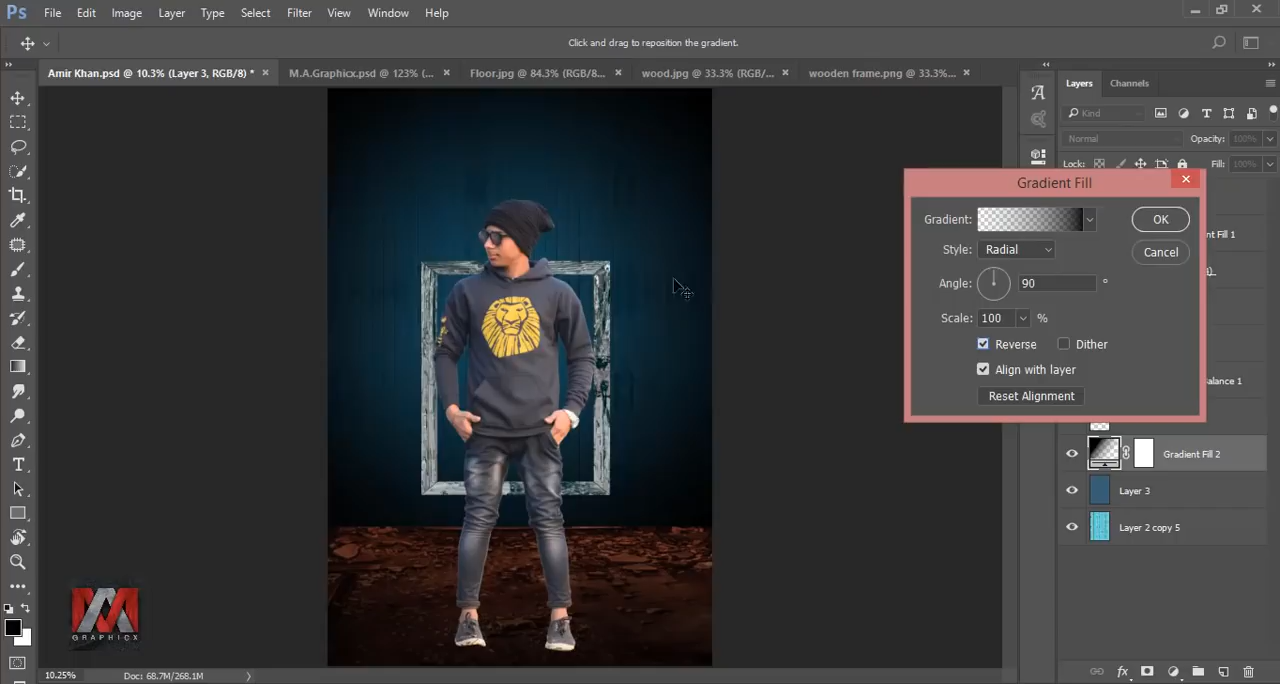 Ps File Edit Image Layer Type Select Filter View Window Help
Click and drag to reposition the gradient.
Amir Khan.psd @ 10.3% (Layer 3, RGB/8) * × M.A.Graphicx.psd @ 123% (... × Floor.jpg @ 84.3% (RGB/8... × wood.jpg @ 33.3% (RGB/... × wooden frame.png @ 33.3%... ×
Layers Channels
Kind
Normal Opacity: 100%
Lock: Fill: 100%
Gradient Fill
Gradient: OK
Style: Radial Cancel
Angle: 90 °
Scale: 100 %
Reverse Dither
Align with layer
Reset Alignment
Fill 1
Balance 1
Gradient Fill 2
Layer 3
Layer 2 copy 5
MA
GRAPHICX
10.25% Doc: 68.7M/268.1M